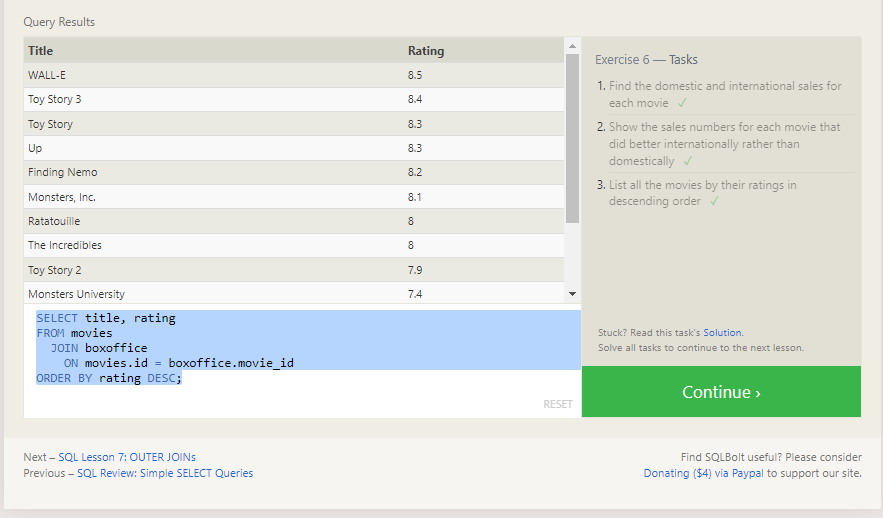 Query Results
Title Rating
WALL-E 8.5
Toy Story 3 8.4
Toy Story 8.3
Up 8.3
Finding Nemo 8.2
Monsters, Inc. 8.1
Ratatouille 8
The Incredibles 8
Toy Story 2 7.9
Monsters University 7.4
SELECT title, rating
FROM movies
JOIN boxoffice
ON movies.id = boxoffice.movie_id
ORDER BY rating DESC;
RESET
Exercise 6 — Tasks
1. Find the domestic and international sales for
each movie ✓
2. Show the sales numbers for each movie that
did better internationally rather than
domestically ✓
3. List all the movies by their ratings in
descending order ✓
Stuck? Read this task's Solution.
Solve all tasks to continue to the next lesson.
Continue ›
Next – SQL Lesson 7: OUTER JOINs
Previous – SQL Review: Simple SELECT Queries
Find SQLBolt useful? Please consider
Donating ($4) via Paypal to support our site.